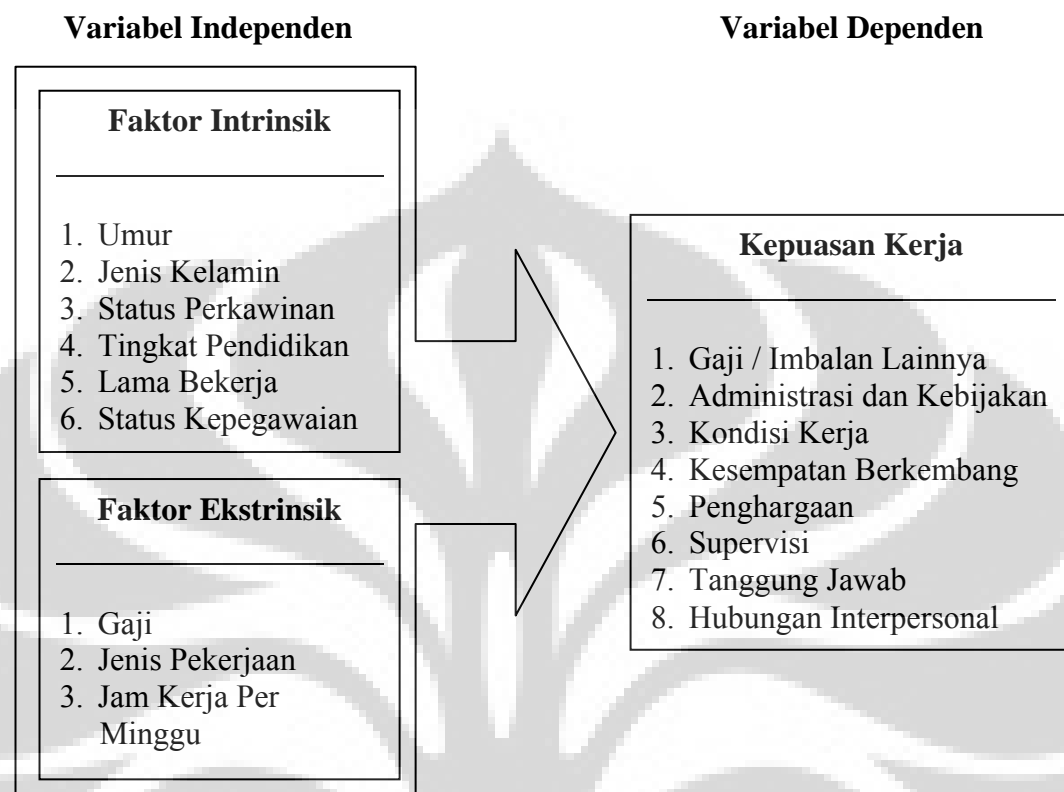 Variabel Independen
Variabel Dependen
Faktor Intrinsik
1. Umur
2. Jenis Kelamin
3. Status Perkawinan
4. Tingkat Pendidikan
5. Lama Bekerja
6. Status Kepegawaian
Faktor Ekstrinsik
1. Gaji
2. Jenis Pekerjaan
3. Jam Kerja Per
Minggu
Kepuasan Kerja
1. Gaji / Imbalan Lainnya
2. Administrasi dan Kebijakan
3. Kondisi Kerja
4. Kesempatan Berkembang
5. Penghargaan
6. Supervisi
7. Tanggung Jawab
8. Hubungan Interpersonal